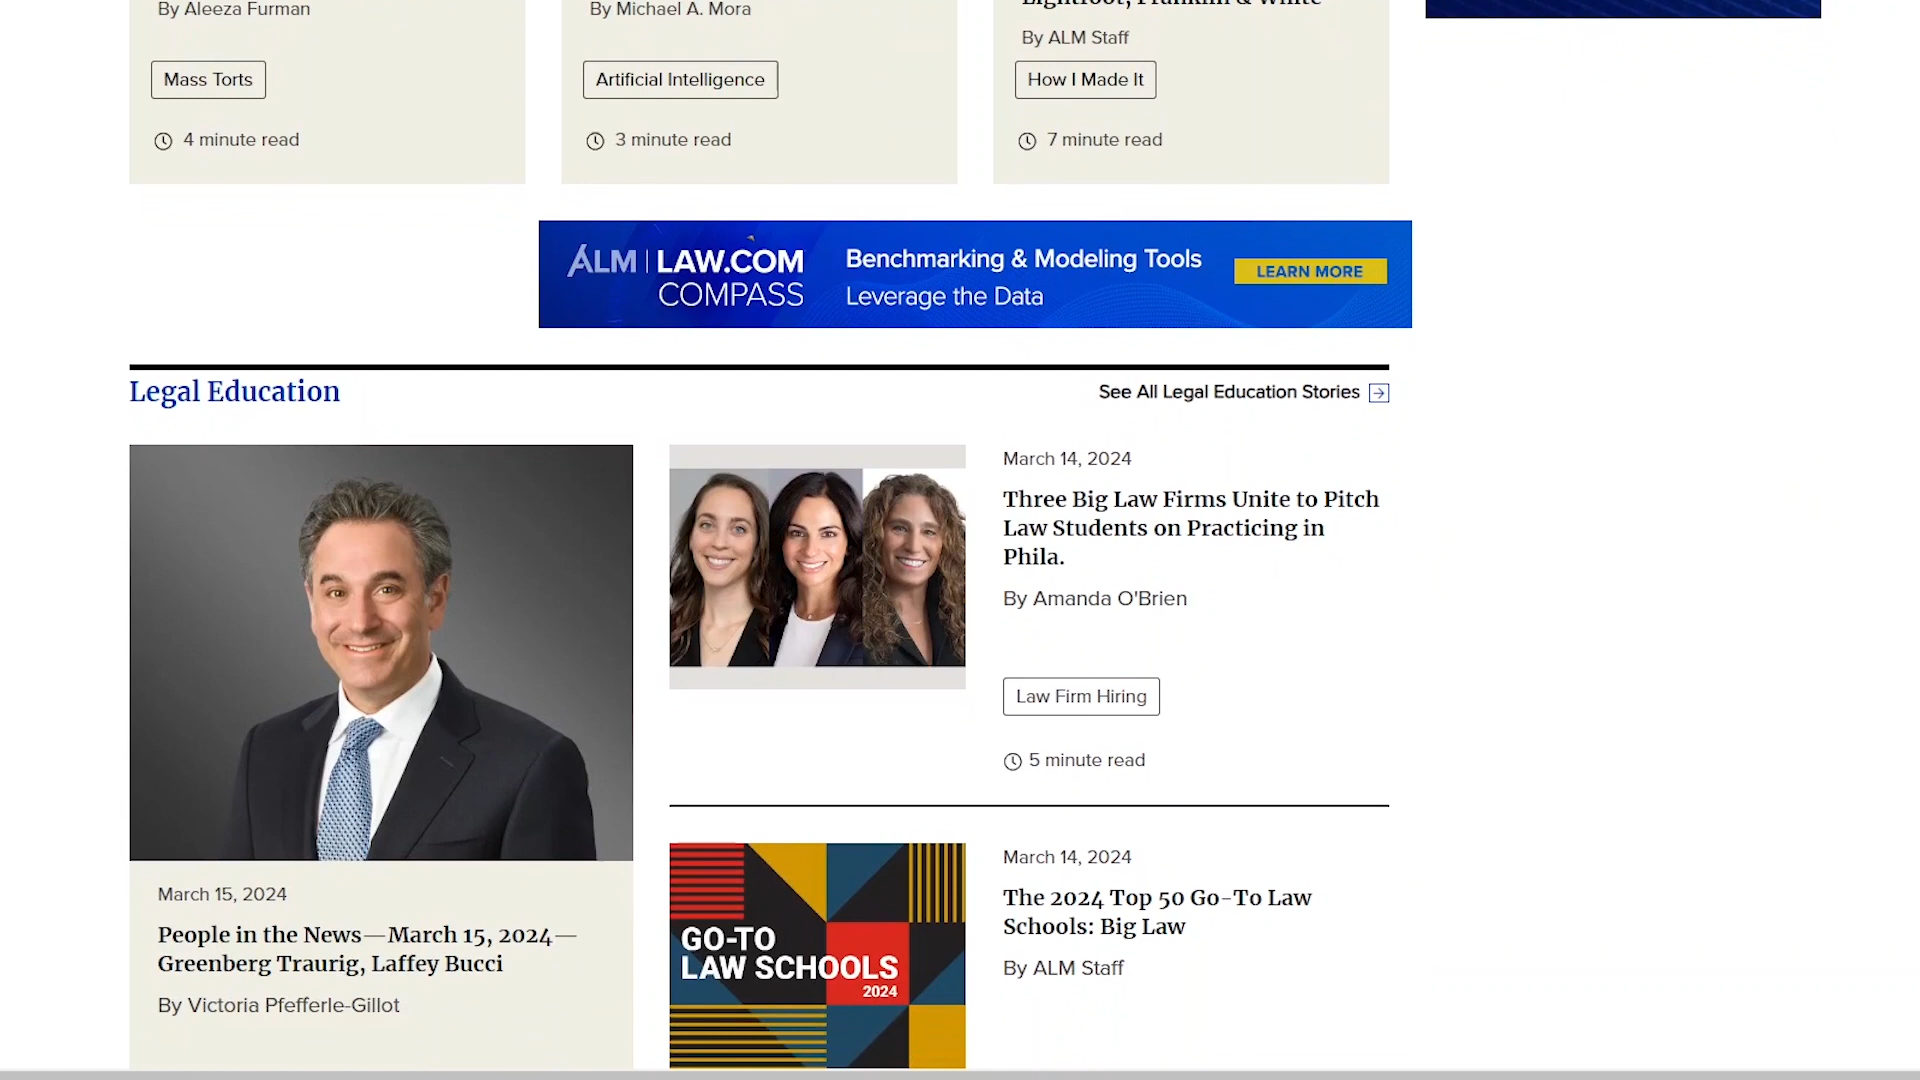 By Aleeza Furman
Mass Torts
4 minute read
By Michael A. Mora
Artificial Intelligence
3 minute read
Lightfoot, Franklin & White
By ALM Staff
How I Made It
7 minute read
ALM | LAW.COM
COMPASS
Benchmarking & Modeling Tools
Leverage the Data
LEARN MORE
Legal Education
See All Legal Education Stories
March 15, 2024
People in the News—March 15, 2024—
Greenberg Traurig, Laffey Bucci
By Victoria Pfefferle-Gillot
March 14, 2024
Three Big Law Firms Unite to Pitch
Law Students on Practicing in
Phila.
By Amanda O'Brien
Law Firm Hiring
5 minute read
GO-TO
LAW SCHOOLS
2024
March 14, 2024
The 2024 Top 50 Go-To Law
Schools: Big Law
By ALM Staff